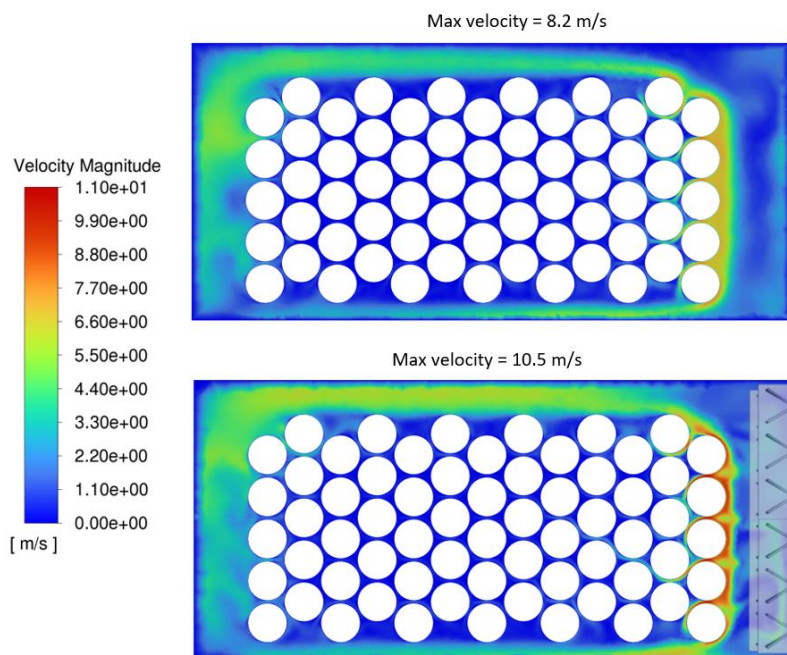 Max velocity = 8.2 m/s
Velocity Magnitude
1.10e+01
9.90e+00
8.80e+00
7.70e+00
6.60e+00
5.50e+00
4.40e+00
3.30e+00
2.20e+00
1.10e+00
0.00e+00
[ m/s ]
Max velocity = 10.5 m/s